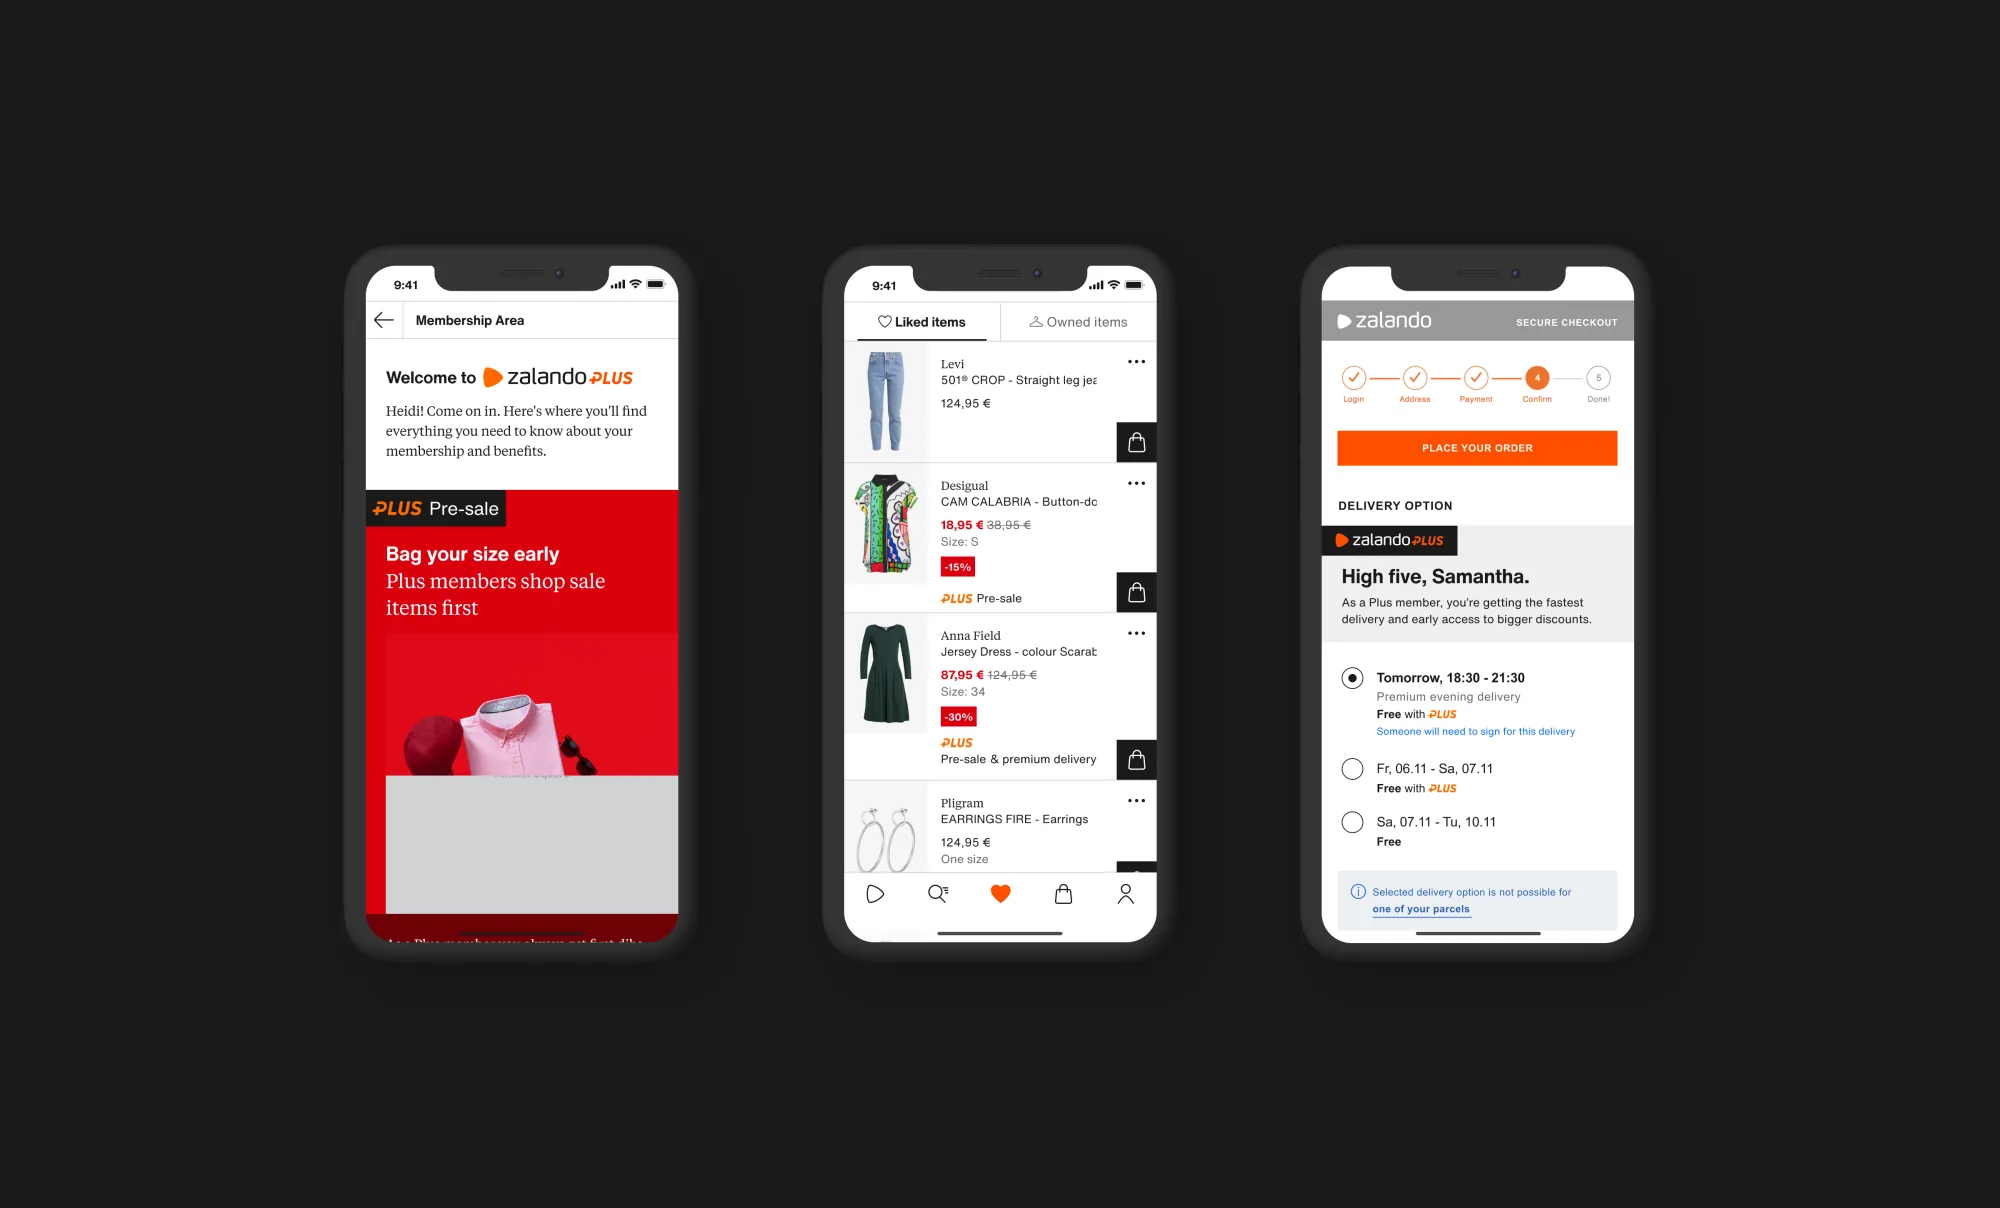 9:41
Membership Area
Welcome to zalando PLUS
Heidi! Come on in. Here's where you'll find
everything you need to know about your
membership and benefits.
PLUS Pre-sale
Bag your size early
Plus members shop sale
items first
9:41
Liked items
Owned items
Levi
501® CROP - Straight leg jea
124,95 €
Desigual
CAM CALABRIA - Button-do
18,95 € 38,95 €
Size: S
-15%
PLUS Pre-sale
Anna Field
Jersey Dress - colour Scarab
87,95 € 124,95 €
Size: 34
-30%
PLUS
Pre-sale & premium delivery
Pligram
EARRINGS FIRE - Earrings
124,95 €
One size
zalando
SECURE CHECKOUT
4
5
Login
Address
Payment
Confirm
Done!
PLACE YOUR ORDER
DELIVERY OPTION
zalando PLUS
High five, Samantha.
As a Plus member, you're getting the fastest
delivery and early access to bigger discounts.
Tomorrow, 18:30 - 21:30
Premium evening delivery
Free with PLUS
Someone will need to sign for this delivery
Fr, 06.11 - Sa, 07.11
Free with PLUS
Sa, 07.11 - Tu, 10.11
Free
Selected delivery option is not possible for
one of your parcels